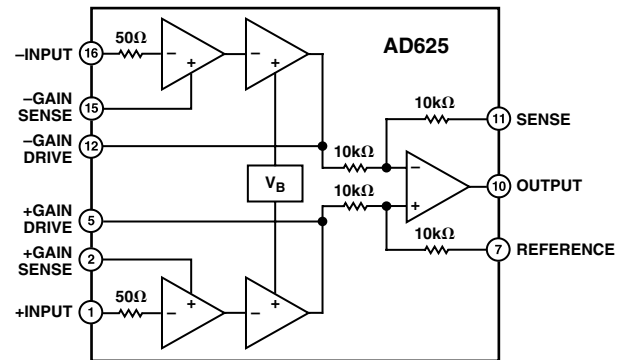 AD625
–INPUT
16
50Ω
–
+
–
+
–GAIN
SENSE
15
–GAIN
DRIVE
12
10kΩ
11
SENSE
10kΩ
VB
–
+
10
OUTPUT
10kΩ
+GAIN
DRIVE
5
10kΩ
7
REFERENCE
+GAIN
SENSE
2
+INPUT
1
50Ω
–
+
–
+